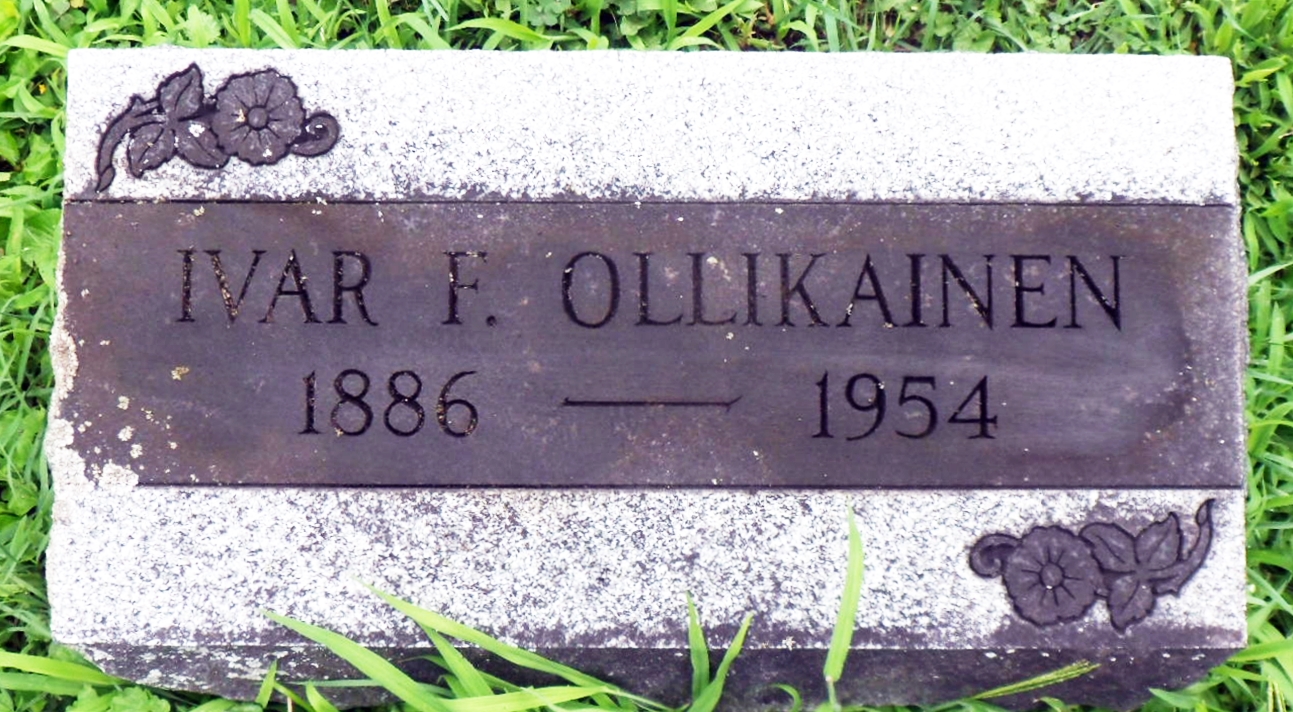 IVAR F. OLLIKAINEN
1886 — 1954